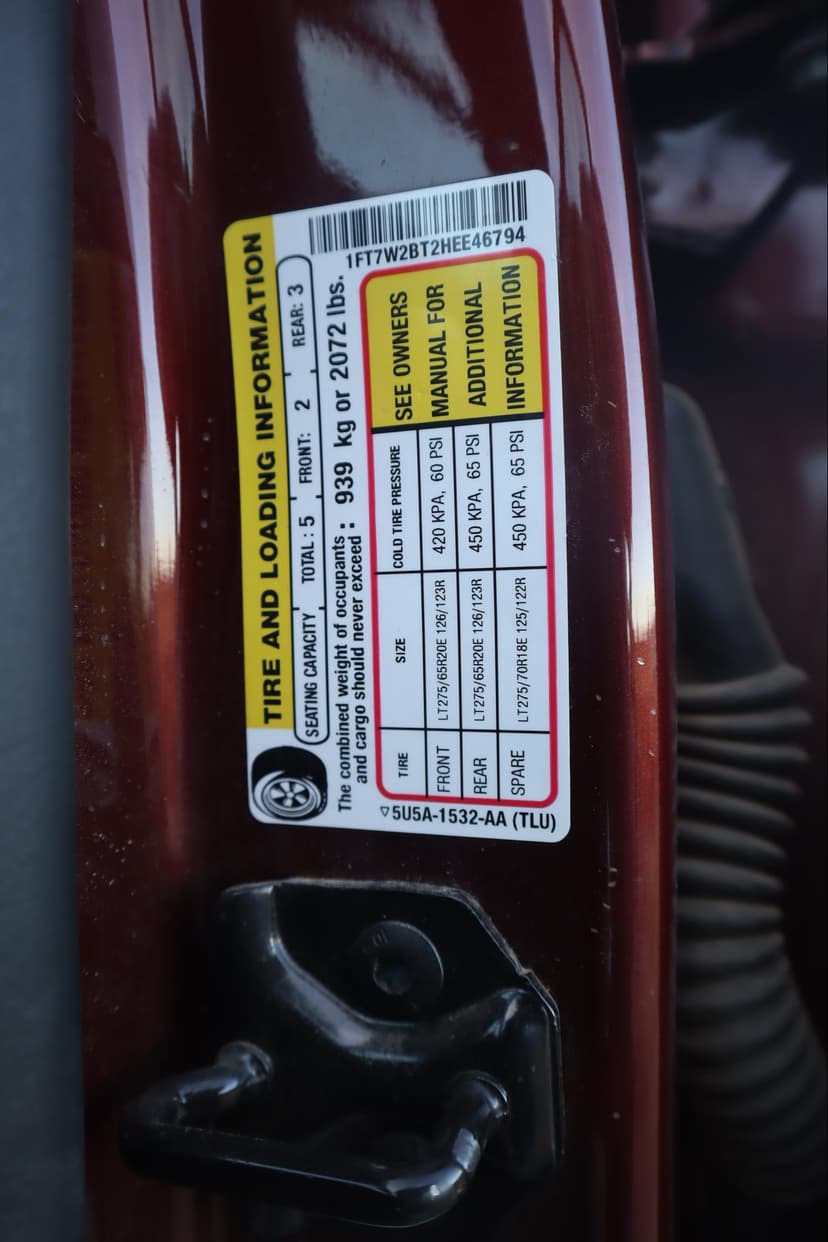 TIRE AND LOADING INFORMATION
SEATING CAPACITY TOTAL : 5 FRONT: 2 REAR: 3
The combined weight of occupants
and cargo should never exceed : 939 kg or 2072 lbs.
1FT7W2BT2HEE46794
TIRE SIZE COLD TIRE PRESSURE
FRONT LT275/65R20E 126/123R 420 KPA, 60 PSI
REAR LT275/65R20E 126/123R 450 KPA, 65 PSI
SPARE LT275/70R18E 125/122R 450 KPA, 65 PSI
SEE OWNERS
MANUAL FOR
ADDITIONAL
INFORMATION
5U5A-1532-AA (TLU)